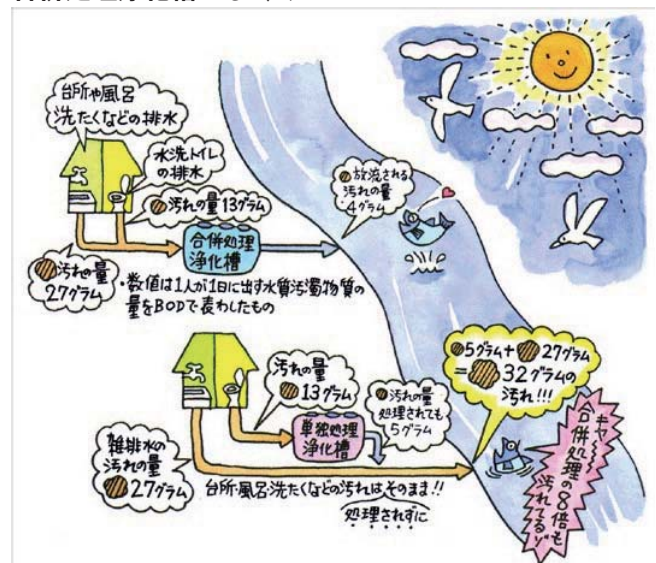 台所や風呂
洗たくなどの排水
水洗トイレ
の排水
汚れの量13グラム
汚れの量
27グラム
合併処理
浄化槽
放流される
汚れの量
4グラム
・数値は1人が1日に出す水質汚濁物質の
量をBODで表わしたもの
汚れの量
13グラム
単独処理
浄化槽
汚れの量
処理されても
5グラム
雑排水の
汚れの量
27グラム
台所・風呂・洗たくなどの汚れはそのまま!!
処理されずに
5グラム+27グラム
=32グラムの
汚れ!!!
キャ〜〜
合併処理の8倍も
汚れてるゾ